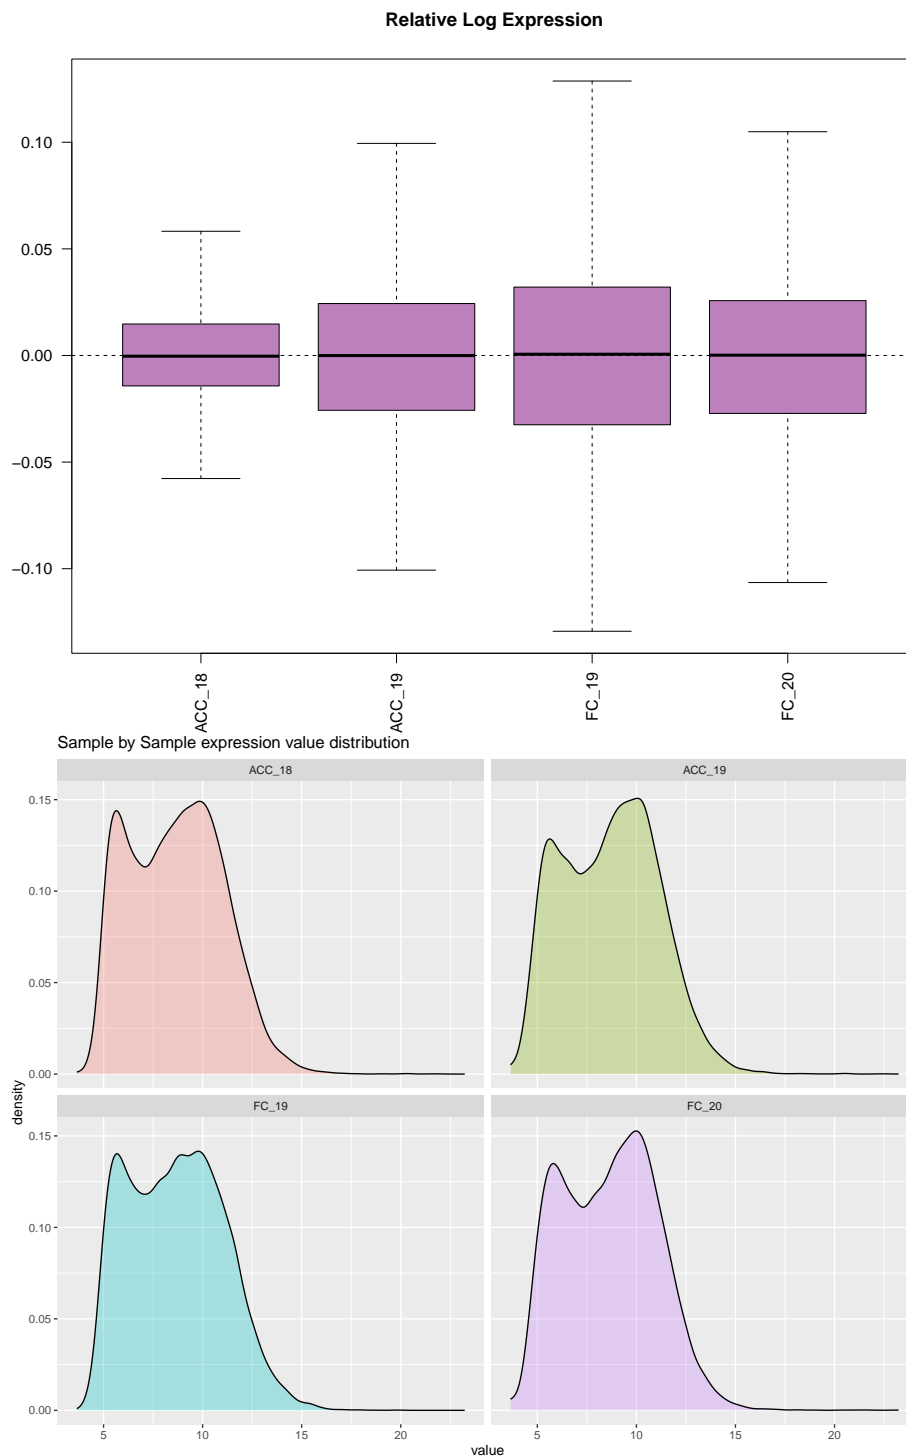 Relative Log Expression
0.10
0.05
0.00
−0.05
−0.10
ACC_18
ACC_19
FC_19
FC_20
Sample by Sample expression value distribution
ACC_18
ACC_19
0.15
0.10
0.05
0.00
density
FC_19
FC_20
0.15
0.10
0.05
0.00
5
10
15
20
5
10
15
20
value